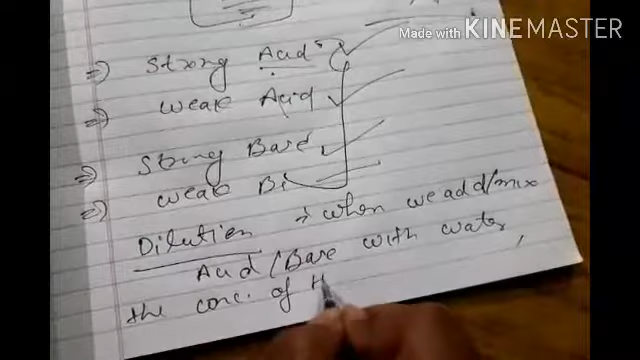 Made with KINEMASTER
⇒ Strong Acid
⇒ Weak Acid
⇒ Strong Base
⇒ Weak B
Dilution → When we add/mix
Acid/Base with water,
the conc. of H